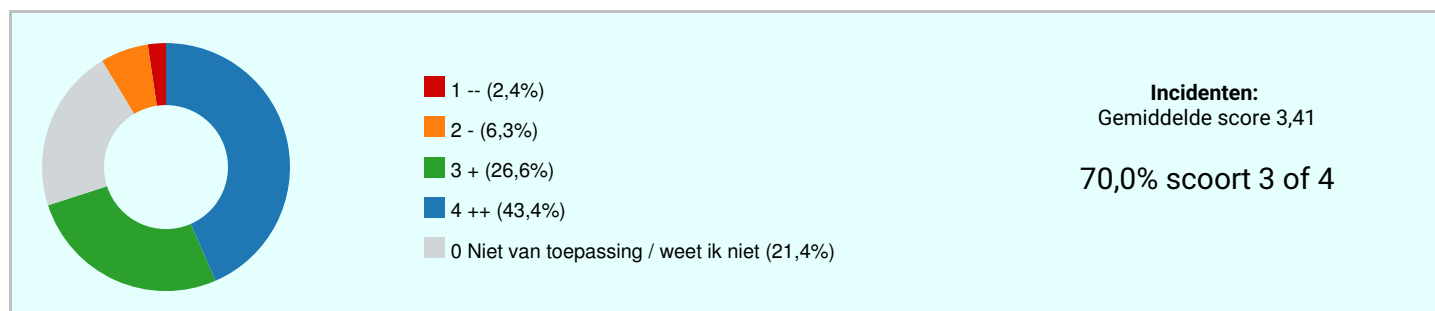 1 -- (2,4%)
2 - (6,3%)
3 + (26,6%)
4 ++ (43,4%)
0 Niet van toepassing / weet ik niet (21,4%)
Incidenten:
Gemiddelde score 3,41
70,0% scoort 3 of 4